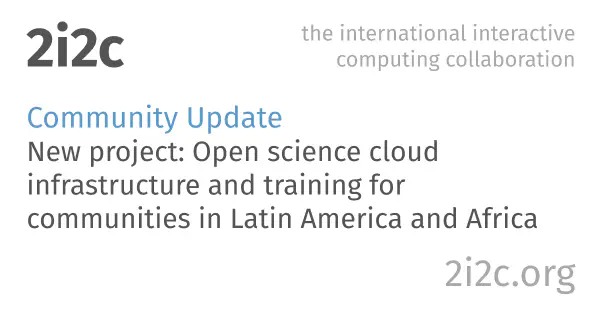 2i2c
the international interactive
computing collaboration
Community Update
New project: Open science cloud
infrastructure and training for
communities in Latin America and Africa
2i2c.org